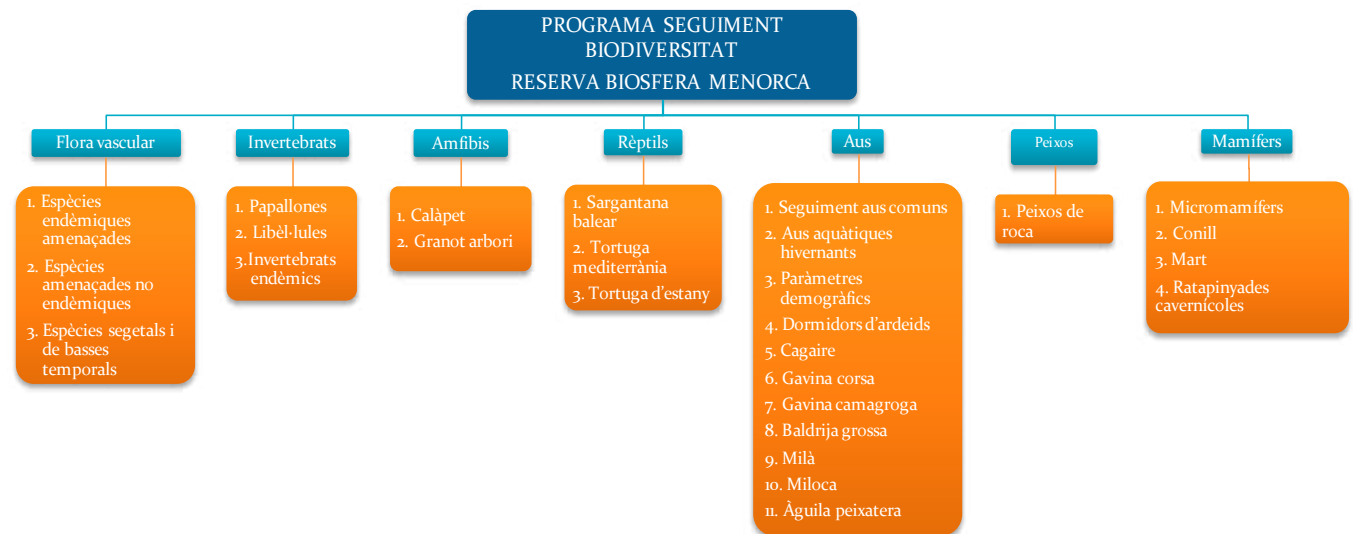 PROGRAMA SEGUIMENT
BIODIVERSITAT
RESERVA BIOSFERA MENORCA
Flora vascular
1. Espècies
endèmiques
amenaçades
2. Espècies
amenaçades no
endèmiques
3. Espècies segetals i
de basses
temporals
Invertebrats
1. Papallones
2. Libèl·lules
3.Invertebrats
endèmics
Amfibis
1. Calàpet
2. Granot arbori
Rèptils
1. Sargantana
balear
2. Tortuga
mediterrània
3. Tortuga d'estany
Aus
1. Seguiment aus comuns
2. Aus aquàtiques
hivernants
3. Paràmetres
demogràfics
4. Dormidors d'ardeids
5. Cagaire
6. Gavina corsa
7. Gavina camagroga
8. Baldrija grossa
9. Milà
10. Miloca
11. Àguila peixatera
Peixos
1. Peixos de
roca
Mamífers
1. Micromamífers
2. Conill
3. Mart
4. Ratapinyades
cavernícoles